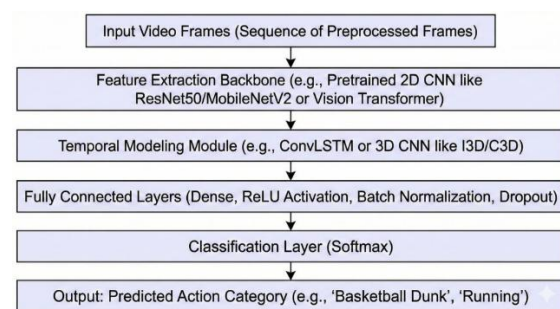 Input Video Frames (Sequence of Preprocessed Frames)
Feature Extraction Backbone (e.g., Pretrained 2D CNN like
ResNet50/MobileNetV2 or Vision Transformer)
Temporal Modeling Module (e.g., ConvLSTM or 3D CNN like I3D/C3D)
Fully Connected Layers (Dense, ReLU Activation, Batch Normalization, Dropout)
Classification Layer (Softmax)
Output: Predicted Action Category (e.g., ‘Basketball Dunk’, ‘Running’)